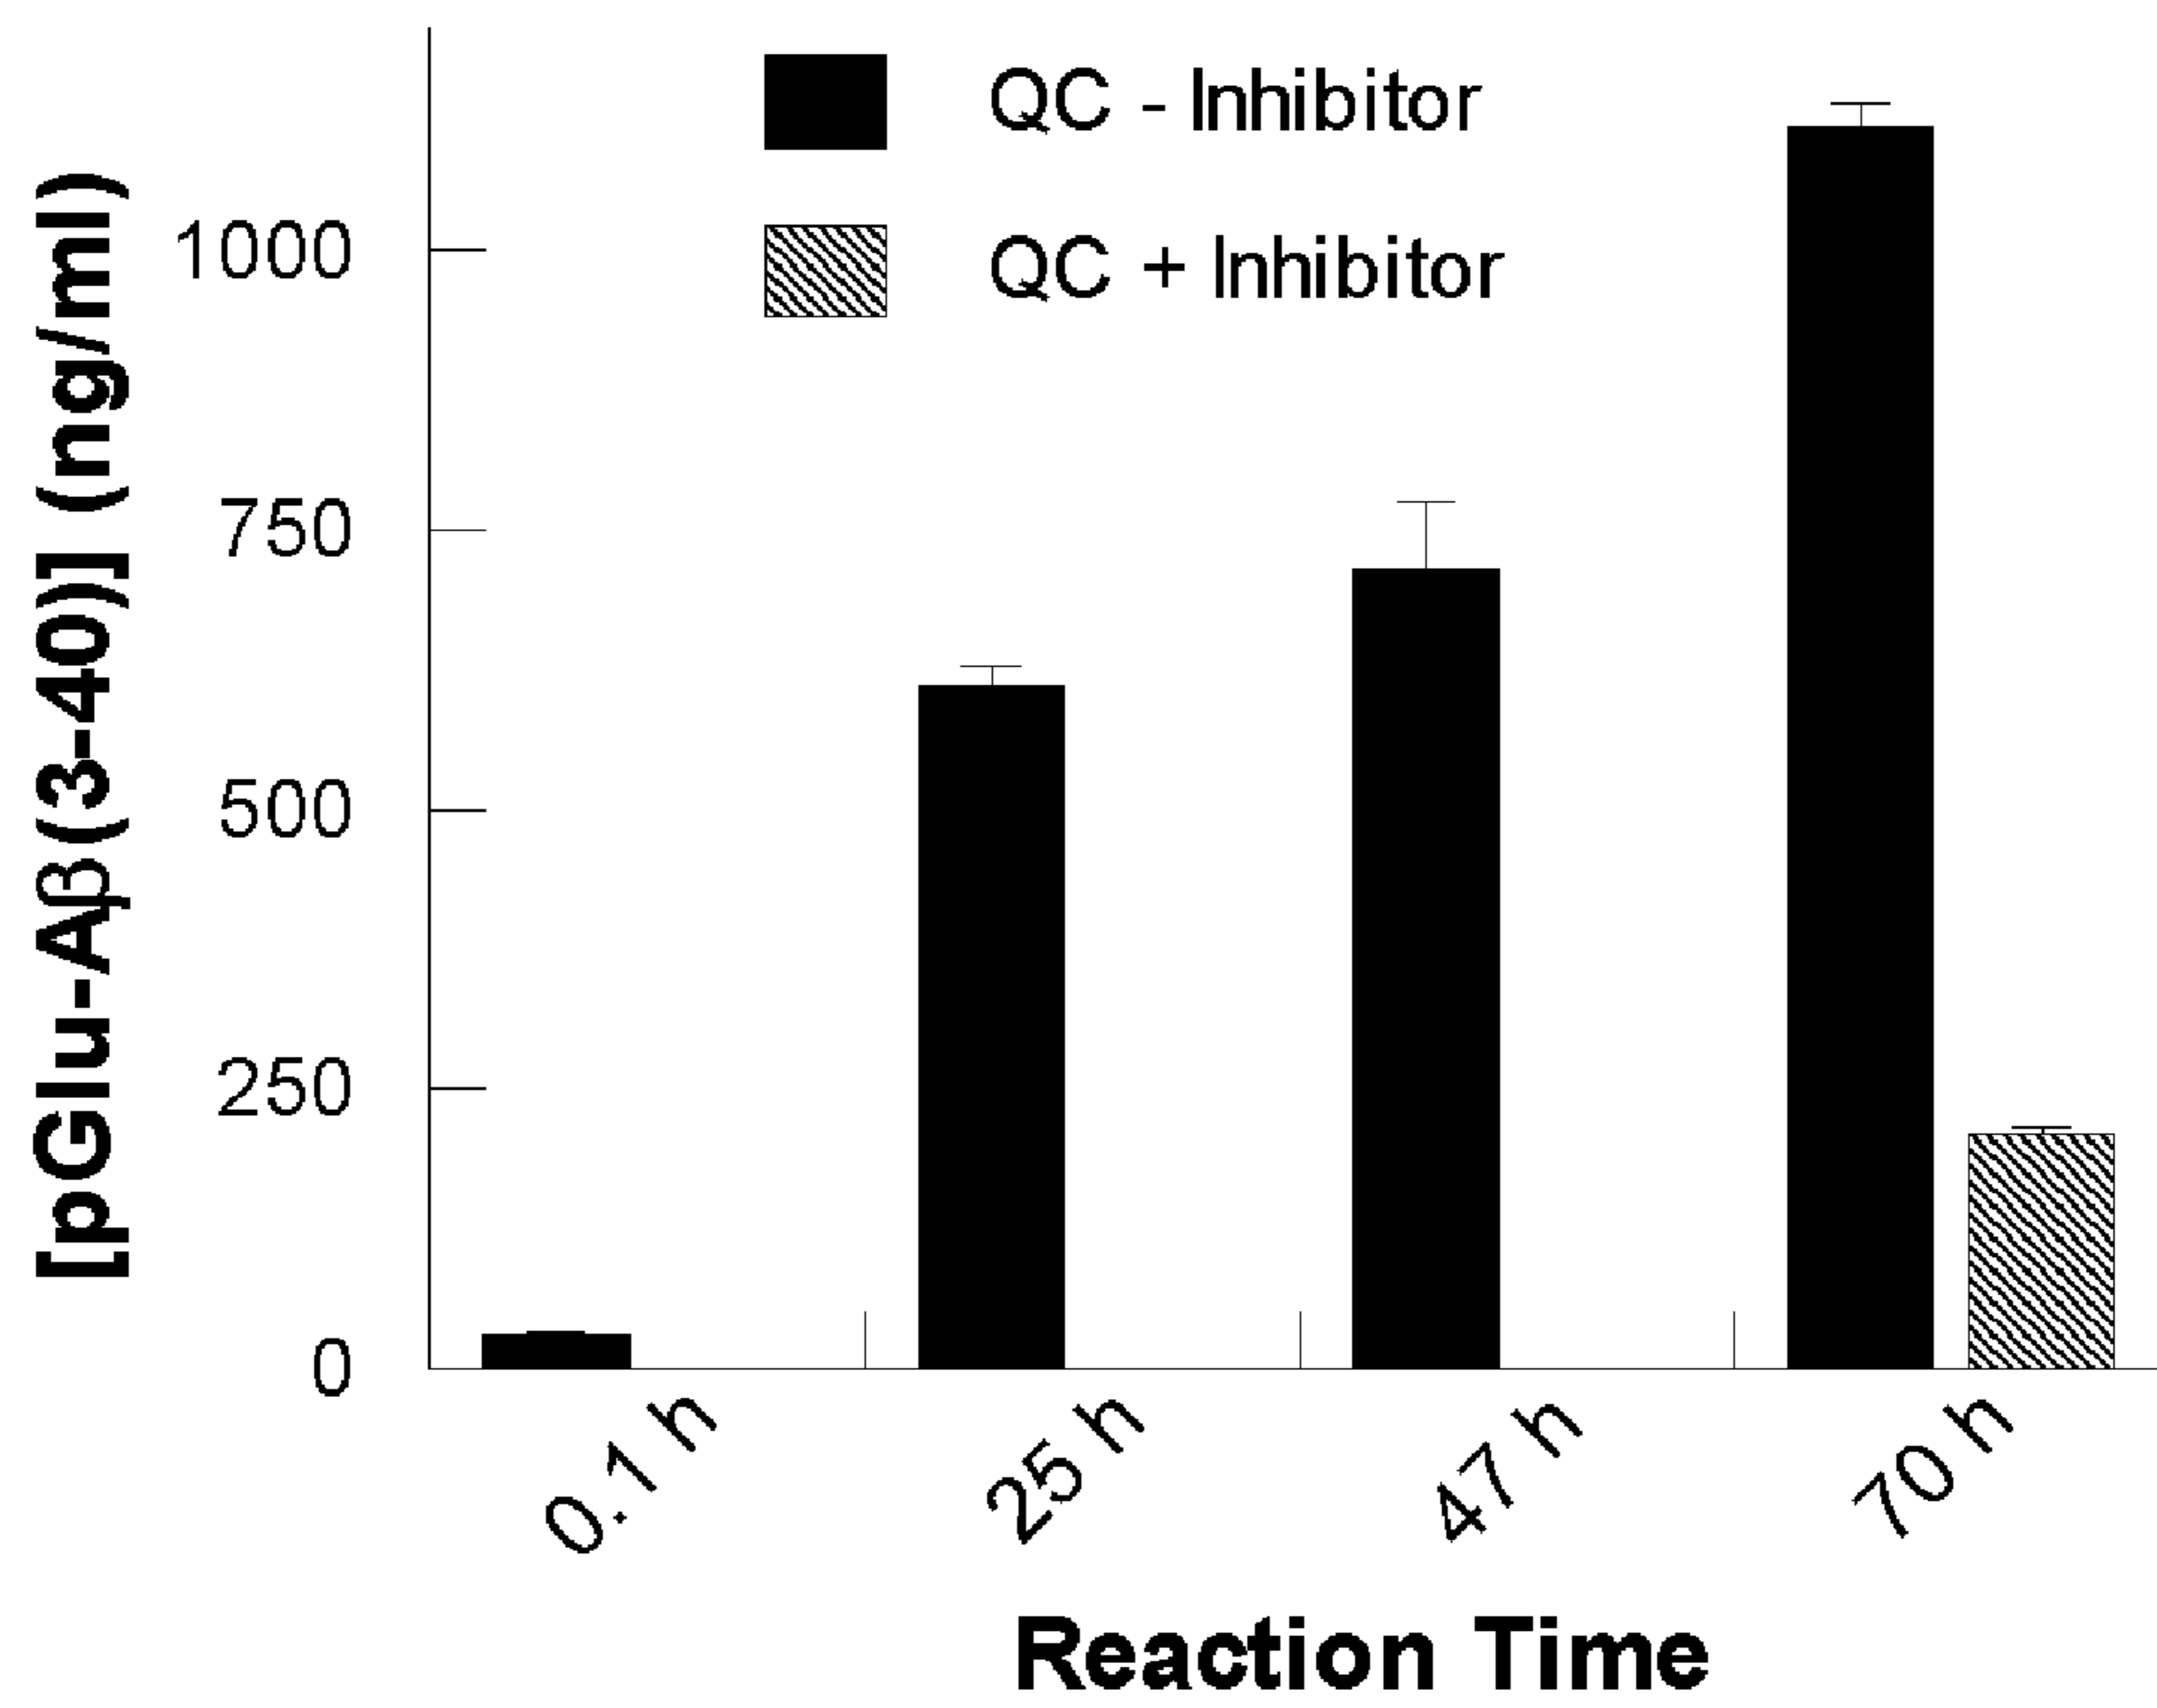 QC - Inhibitor
QC + Inhibitor
[pGlu-Aβ(3-40)] (ng/ml)
1000
750
500
250
0
0.1 h
25 h
47 h
70 h
Reaction Time